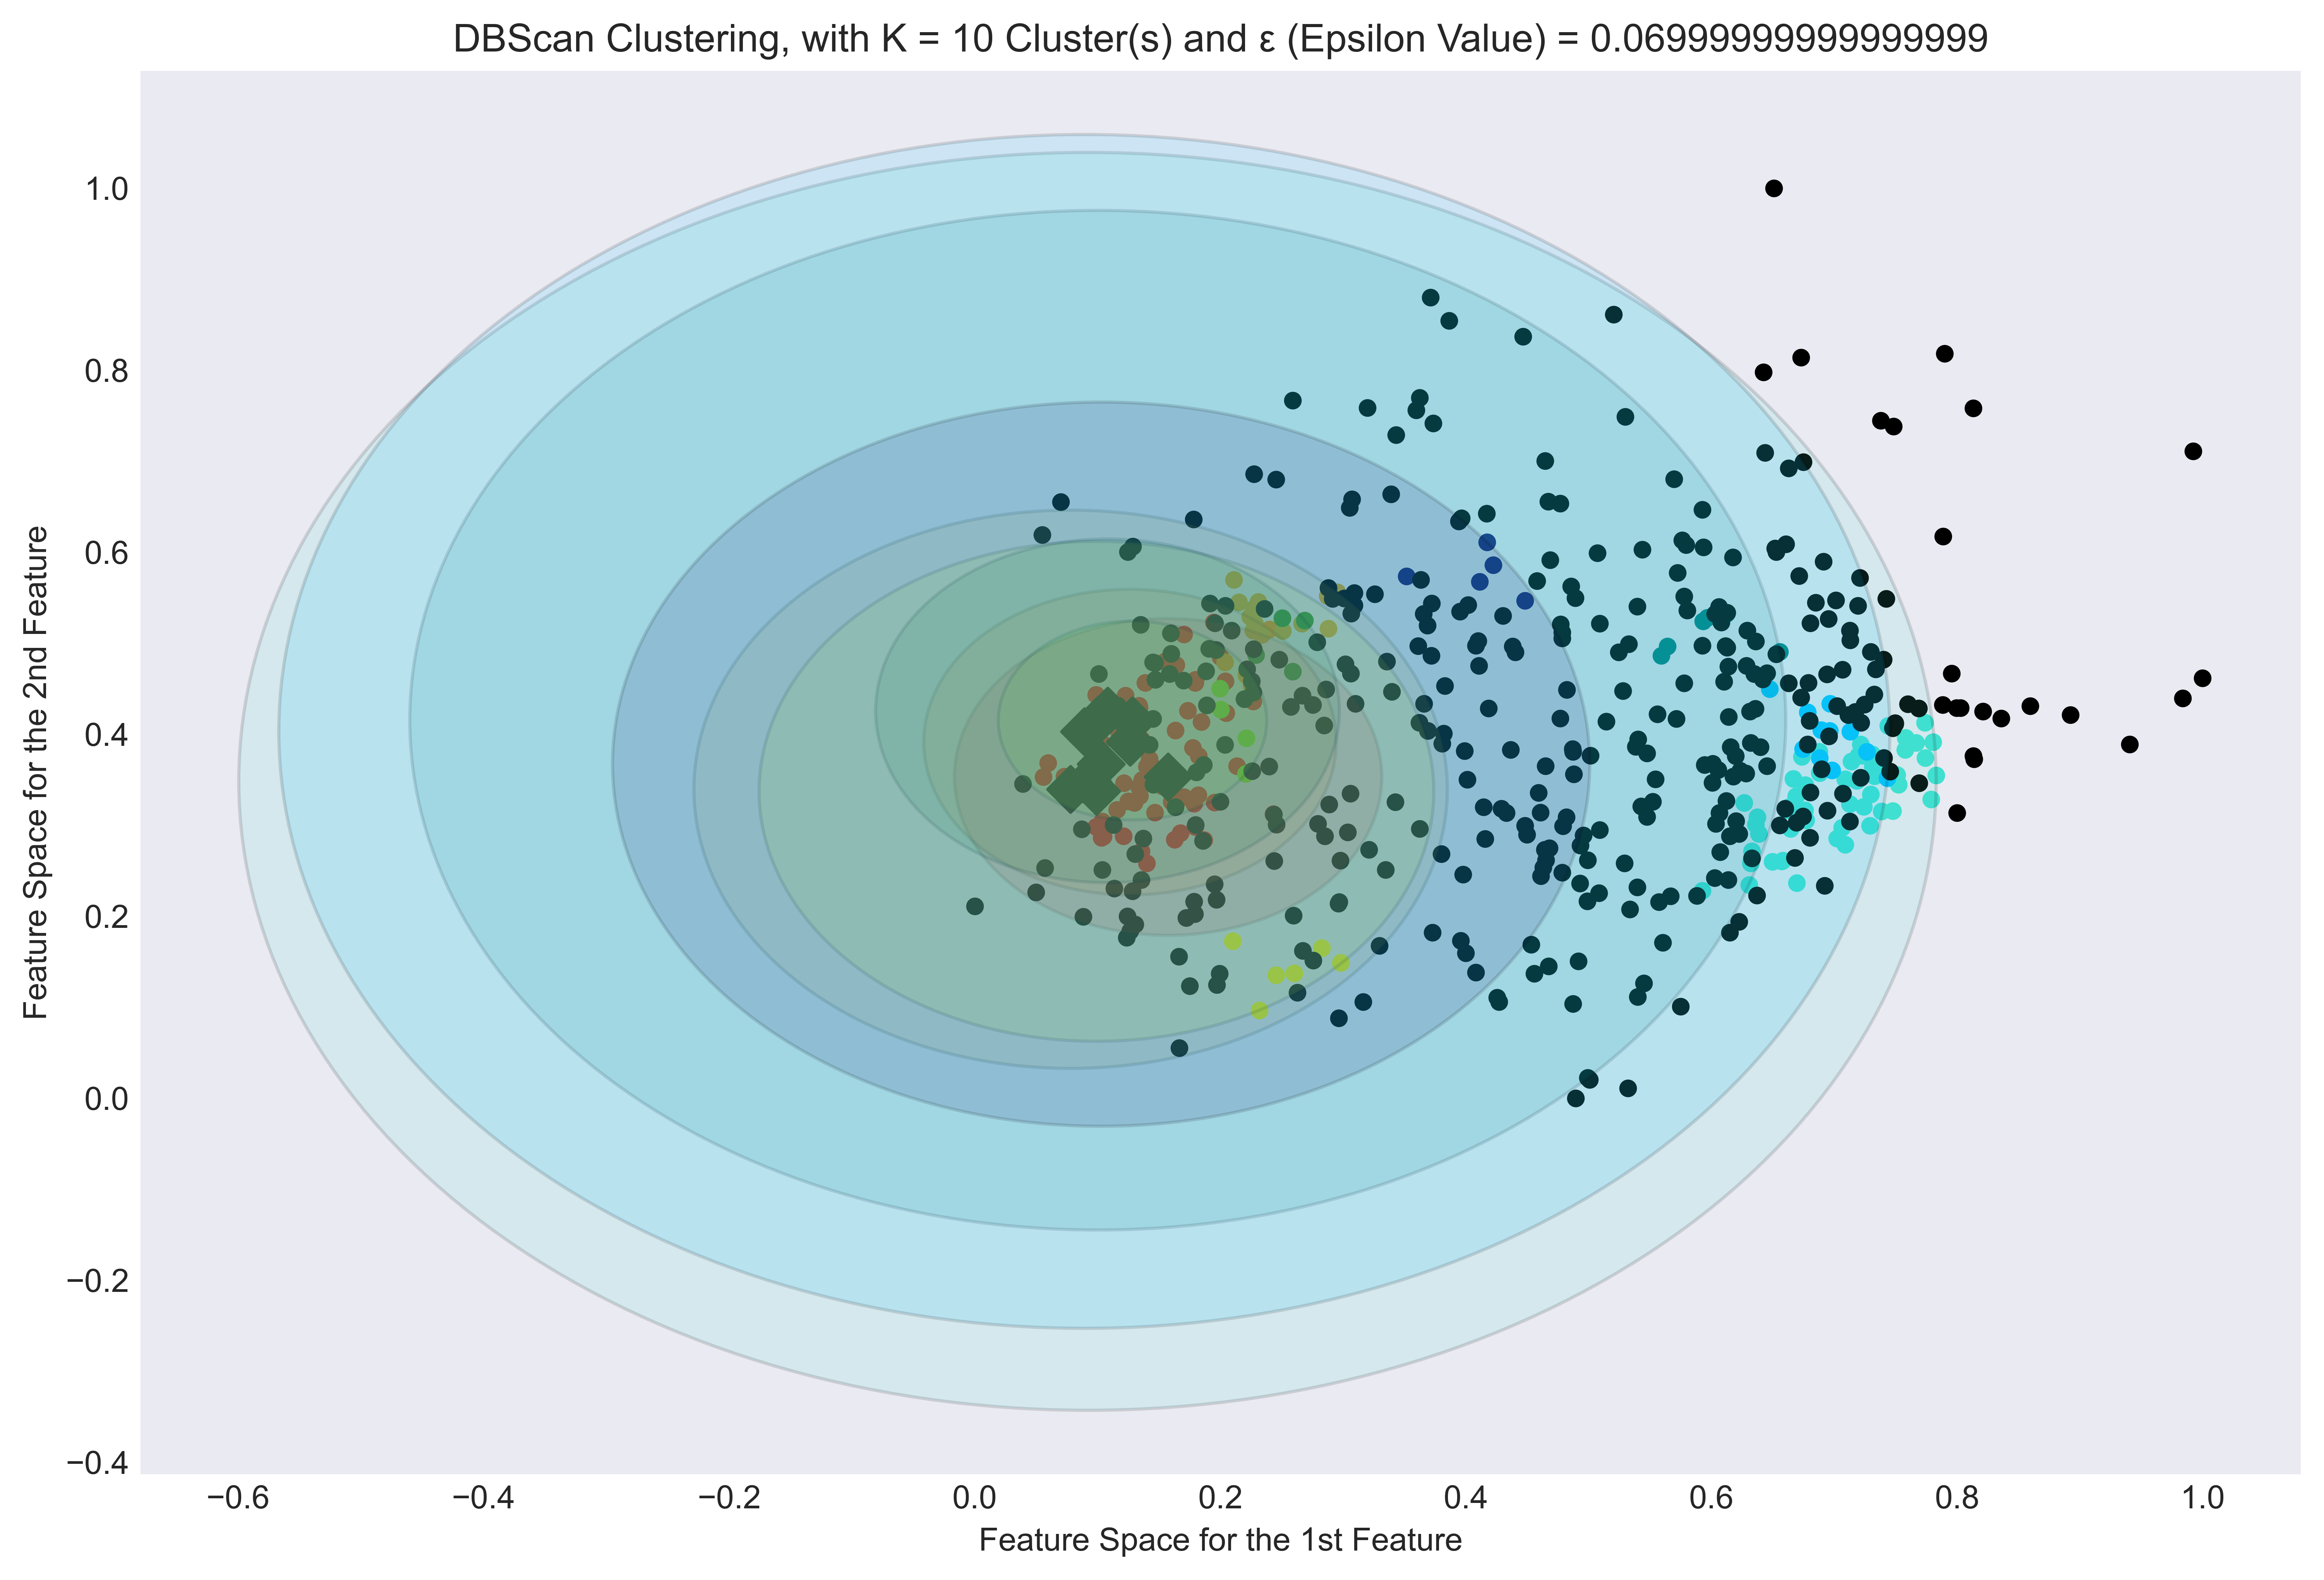 DBScan Clustering, with K = 10 Cluster(s) and ε (Epsilon Value) = 0.06999999999999999
1.0
0.8
0.6
0.4
0.2
0.0
−0.2
−0.4
Feature Space for the 2nd Feature
−0.6 −0.4 −0.2 0.0 0.2 0.4 0.6 0.8 1.0
Feature Space for the 1st Feature